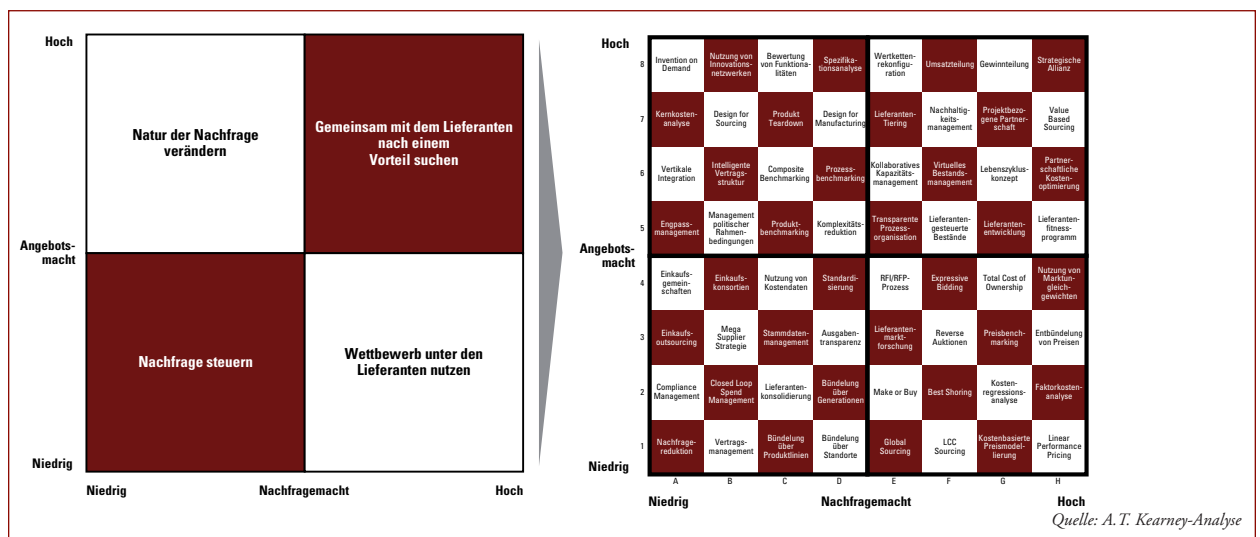 Hoch
Natur der Nachfrage
verändern
Gemeinsam mit dem Lieferanten
nach einem
Vorteil suchen
Angebots-
macht
Nachfrage steuern
Wettbewerb unter den
Lieferanten nutzen
Niedrig
Niedrig
Nachfragemacht
Hoch
Hoch
8
Invention on
Demand
Nutzung von
Innovations-
netzwerken
Bewertung
von Funktiona-
litäten
Spezifika-
tionsanalyse
Wertketten-
rekonfigu-
ration
Umsatzteilung
Gewinnteilung
Strategische
Allianz
7
Kernkosten-
analyse
Design for
Sourcing
Produkt
Teardown
Design for
Manufacturing
Lieferanten-
Tiering
Nachhaltig-
keits-
management
Projektbezo-
gene Partner-
schaft
Value
Based
Sourcing
6
Vertikale
Integration
Intelligente
Vertrags-
struktur
Composite
Benchmarking
Prozess-
benchmarking
Kollaboratives
Kapazitäts-
management
Virtuelles
Bestands-
management
Lebenszyklus-
konzept
Partner-
schaftliche
Kosten-
optimierung
5
Engpass-
management
Management
politischer
Rahmen-
bedingungen
Produkt-
benchmarking
Komplexitäts-
reduktion
Transparente
Prozess-
organisation
Lieferanten-
gesteuerte
Bestände
Lieferanten-
entwicklung
Lieferanten-
fitness-
programm
Angebots-
macht
4
Einkaufs-
gemein-
schaften
Einkaufs-
konsortien
Nutzung von
Kostendaten
Standardi-
sierung
RFI/RFP-
Prozess
Expressive
Bidding
Total Cost of
Ownership
Nutzung von
Marktun-
gleich-
gewichten
3
Einkaufs-
outsourcing
Mega
Supplier
Strategie
Stammdaten-
management
Ausgaben-
transparenz
Lieferanten-
markt-
forschung
Reverse
Auktionen
Preisbench-
marking
Entbündelung
von Preisen
2
Compliance
Management
Closed Loop
Spend
Management
Lieferanten-
konsolidierung
Bündelung
über
Generationen
Make or Buy
Best Shoring
Kosten-
regressions-
analyse
Faktorkosten-
analyse
1
Nachfrage-
reduktion
Vertrags-
management
Bündelung
über
Produktlinien
Bündelung
über
Standorte
Global
Sourcing
LCC
Sourcing
Kostenbasierte
Preismodel-
lierung
Linear
Performance
Pricing
Niedrig
A
B
C
D
E
F
G
H
Niedrig
Nachfragemacht
Hoch
Quelle: A.T. Kearney-Analyse